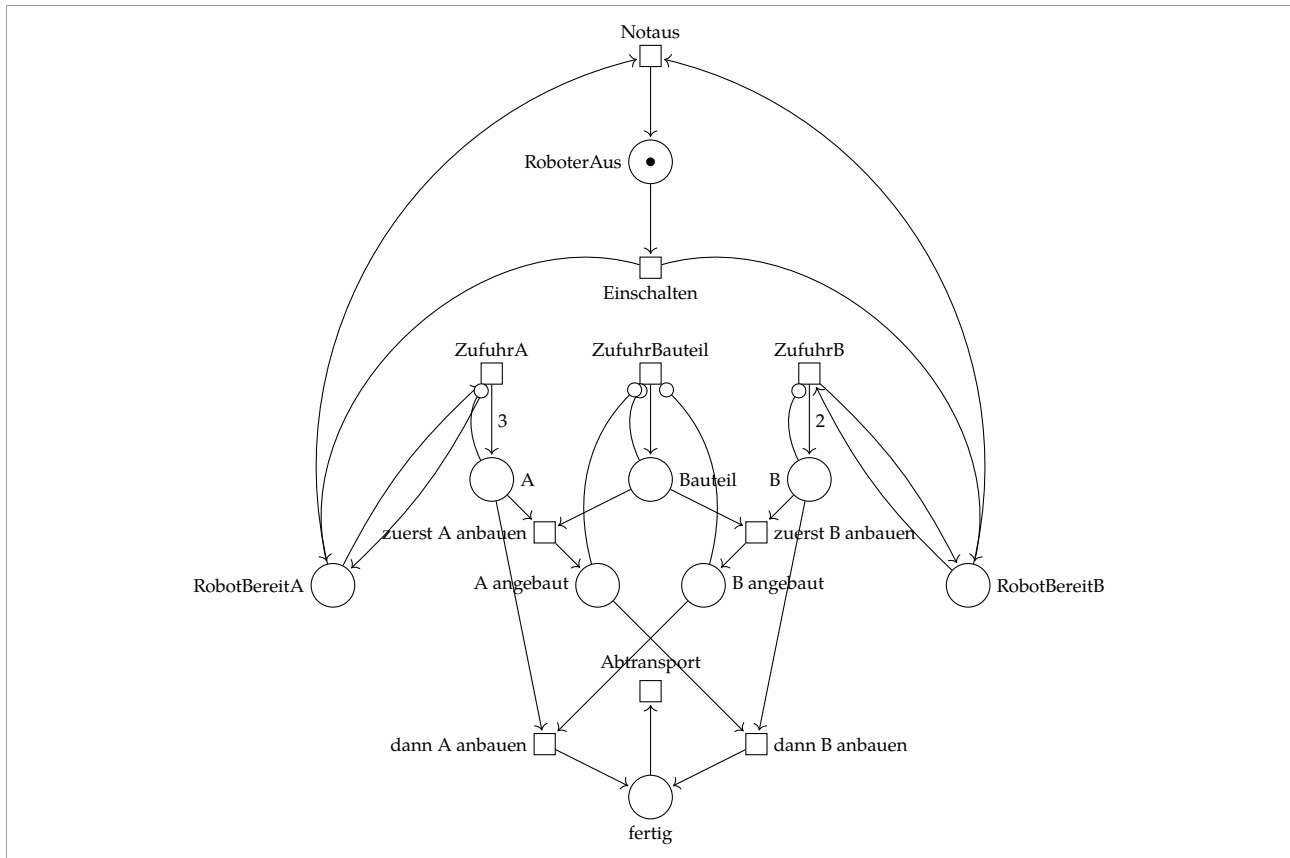 Notaus
RoboterAus
Einschalten
ZufuhrA
ZufuhrBauteil
ZufuhrB
3
2
A
Bauteil
B
zuerst A anbauen
zuerst B anbauen
RobotBereitA
A angebaut
B angebaut
RobotBereitB
Abtransport
dann A anbauen
dann B anbauen
fertig